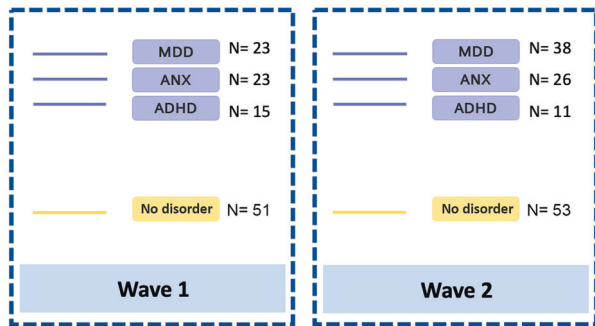 MDD N= 23
ANX N= 23
ADHD N= 15
No disorder N= 51
Wave 1
MDD N= 38
ANX N= 26
ADHD N= 11
No disorder N= 53
Wave 2